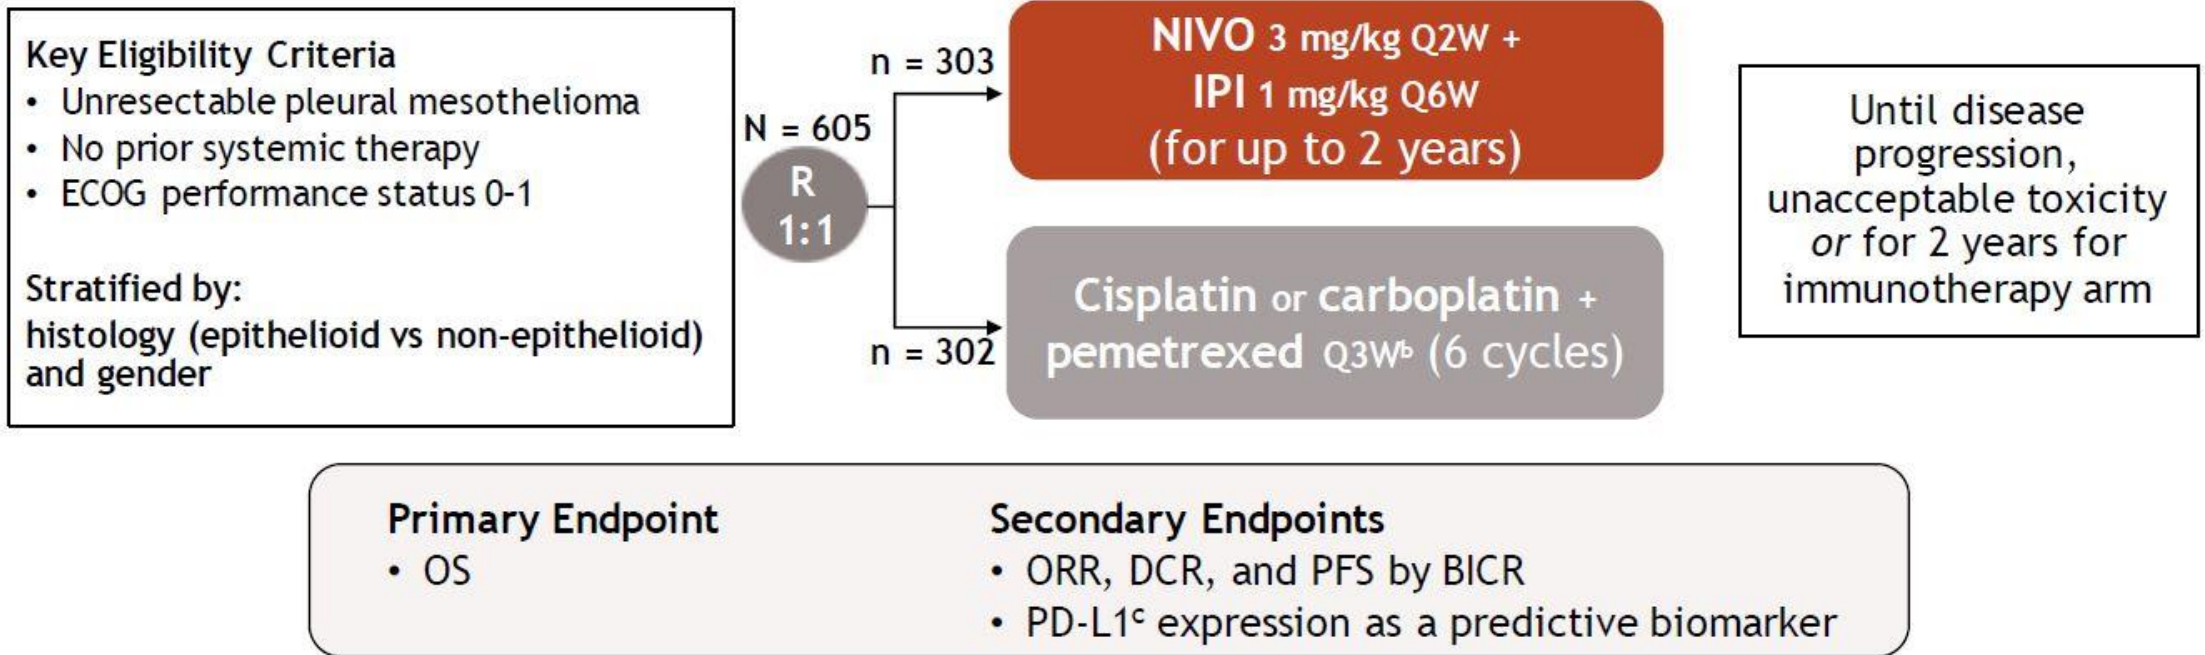 Key Eligibility Criteria
• Unresectable pleural mesothelioma
• No prior systemic therapy
• ECOG performance status 0-1
Stratified by:
histology (epithelioid vs non-epithelioid)
and gender
N = 605
R
1:1
n = 303
NIVO 3 mg/kg Q2W +
IPI 1 mg/kg Q6W
(for up to 2 years)
n = 302
Cisplatin or carboplatin +
pemetrexed Q3Wᵇ (6 cycles)
Until disease
progression,
unacceptable toxicity
or for 2 years for
immunotherapy arm
Primary Endpoint
• OS
Secondary Endpoints
• ORR, DCR, and PFS by BICR
• PD-L1ᶜ expression as a predictive biomarker